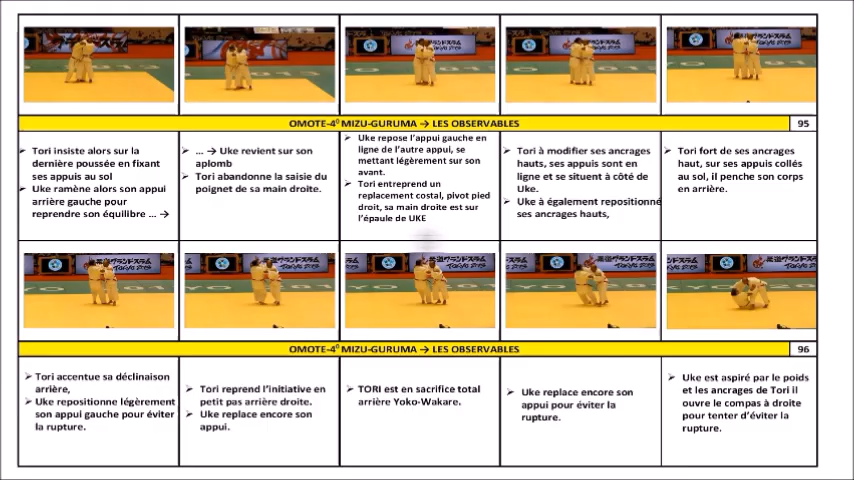 OMOTE-4⁰ MIZU-GURUMA → LES OBSERVABLES
95
➢ Tori insiste alors sur la
dernière poussée en fixant
ses appuis au sol
➢ Uke ramène alors son appui
arrière gauche pour
reprendre son équilibre ... →
➢ ... → Uke revient sur son
aplomb
➢ Tori abandonne la saisie du
poignet de sa main droite.
➢ Uke repose l'appui gauche en
ligne de l'autre appui, se
mettant légèrement sur son
avant.
➢ Tori entreprend un
replacement costal, pivot pied
droit, sa main droite est sur
l'épaule de UKE
➢ Tori à modifier ses ancrages
hauts, ses appuis sont en
ligne et se situent à côté de
Uke.
➢ Uke à également repositionné
ses ancrages hauts,
➢ Tori fort de ses ancrages
haut, sur ses appuis collés
au sol, il penche son corps
en arrière.
OMOTE-4⁰ MIZU-GURUMA → LES OBSERVABLES
96
➢ Tori accentue sa déclinaison
arrière,
➢ Uke repositionne légèrement
son appui gauche pour éviter
la rupture.
➢ Tori reprend l'initiative en
petit pas arrière droite.
➢ Uke replace encore son
appui.
➢ TORI est en sacrifice total
arrière Yoko-Wakare.
➢ Uke replace encore son
appui pour éviter la
rupture.
➢ Uke est aspiré par le poids
et les ancrages de Tori il
ouvre le compas à droite
pour tenter d'éviter la
rupture.